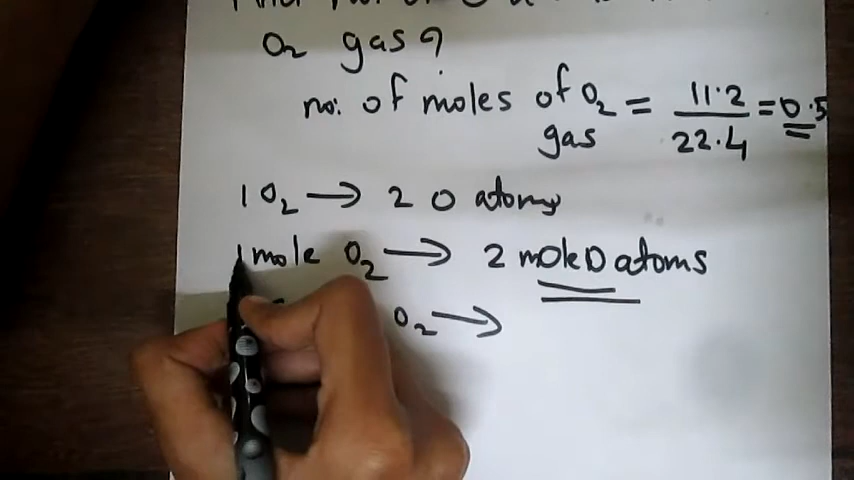 O2 gas ?
no: of moles of O2 gas = 11.2 / 22.4 = 0.5
1 O2 → 2 O atoms
1 mole O2 → 2 mole O atoms
O2 →